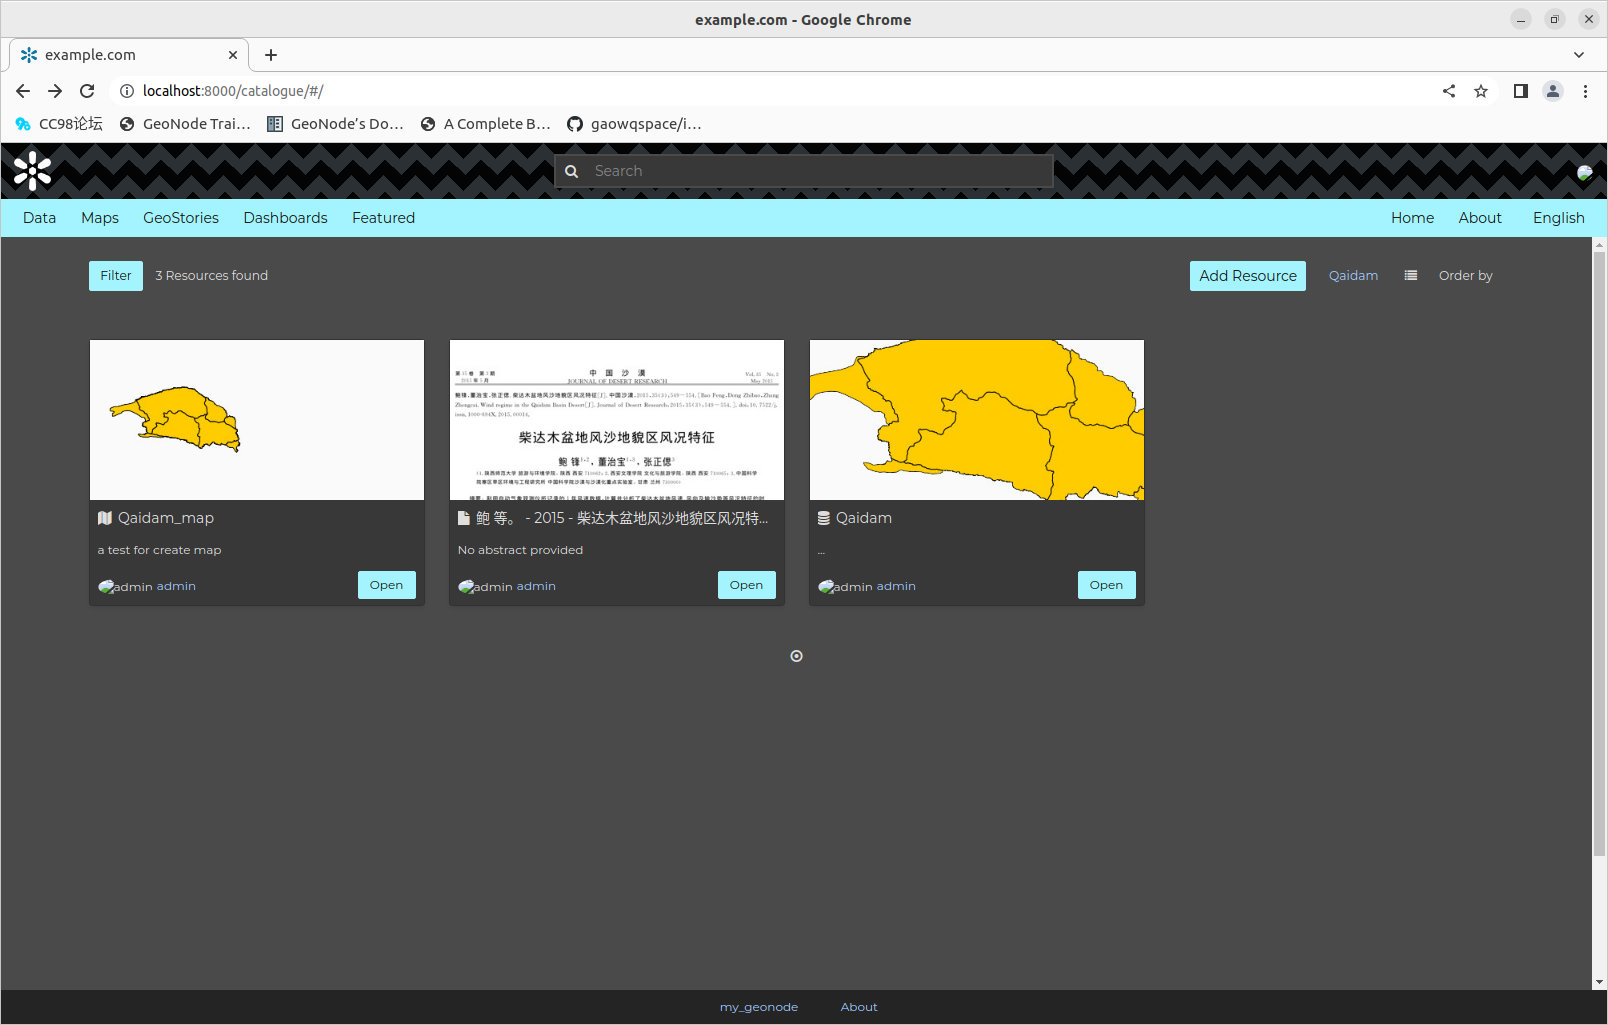 example.com - Google Chrome
example.com
localhost:8000/catalogue/#/
CC98论坛 GeoNode Trai... GeoNode's Do... A Complete B... gaowqspace/i...
Search
Data Maps GeoStories Dashboards Featured Home About English
Filter 3 Resources found Add Resource Qaidam Order by
中 国 沙 漠
JOURNAL OF DESERT RESEARCH
柴达木盆地风沙地貌区风况特征
鲍 锋, 董治宝, 张正偲
Qaidam_map
a test for create map
admin admin Open
鲍 等。 - 2015 - 柴达木盆地风沙地貌区风况特...
No abstract provided
admin admin Open
Qaidam
...
admin admin Open
my_geonode About